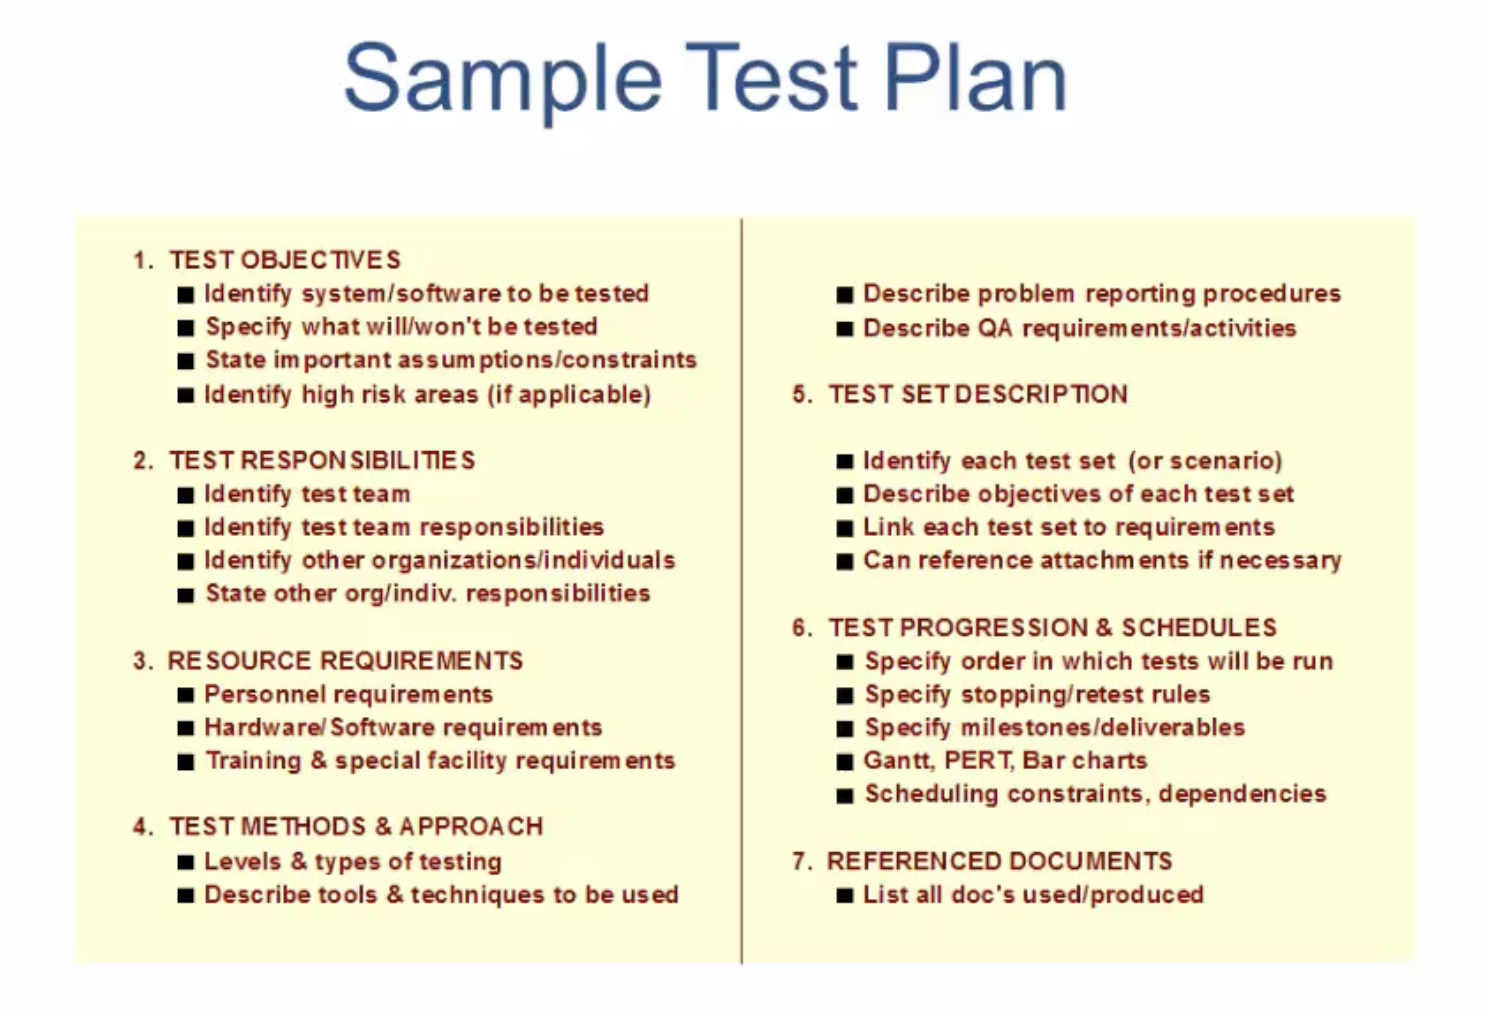 Sample Test Plan
1. TEST OBJECTIVES
■ Identify system/software to be tested
■ Specify what will/won't be tested
■ State important assumptions/constraints
■ Identify high risk areas (if applicable)
2. TEST RESPONSIBILITIES
■ Identify test team
■ Identify test team responsibilities
■ Identify other organizations/individuals
■ State other org/indiv. responsibilities
3. RESOURCE REQUIREMENTS
■ Personnel requirements
■ Hardware/Software requirements
■ Training & special facility requirements
4. TEST METHODS & APPROACH
■ Levels & types of testing
■ Describe tools & techniques to be used
■ Describe problem reporting procedures
■ Describe QA requirements/activities
5. TEST SET DESCRIPTION
■ Identify each test set (or scenario)
■ Describe objectives of each test set
■ Link each test set to requirements
■ Can reference attachments if necessary
6. TEST PROGRESSION & SCHEDULES
■ Specify order in which tests will be run
■ Specify stopping/retest rules
■ Specify milestones/deliverables
■ Gantt, PERT, Bar charts
■ Scheduling constraints, dependencies
7. REFERENCED DOCUMENTS
■ List all doc's used/produced